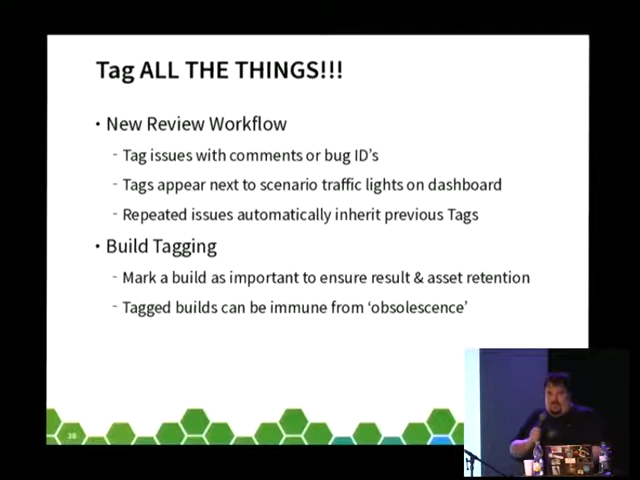 Tag ALL THE THINGS!!!
• New Review Workflow
- Tag issues with comments or bug ID's
- Tags appear next to scenario traffic lights on dashboard
- Repeated issues automatically inherit previous Tags
• Build Tagging
- Mark a build as important to ensure result & asset retention
- Tagged builds can be immune from ‘obsolescence’